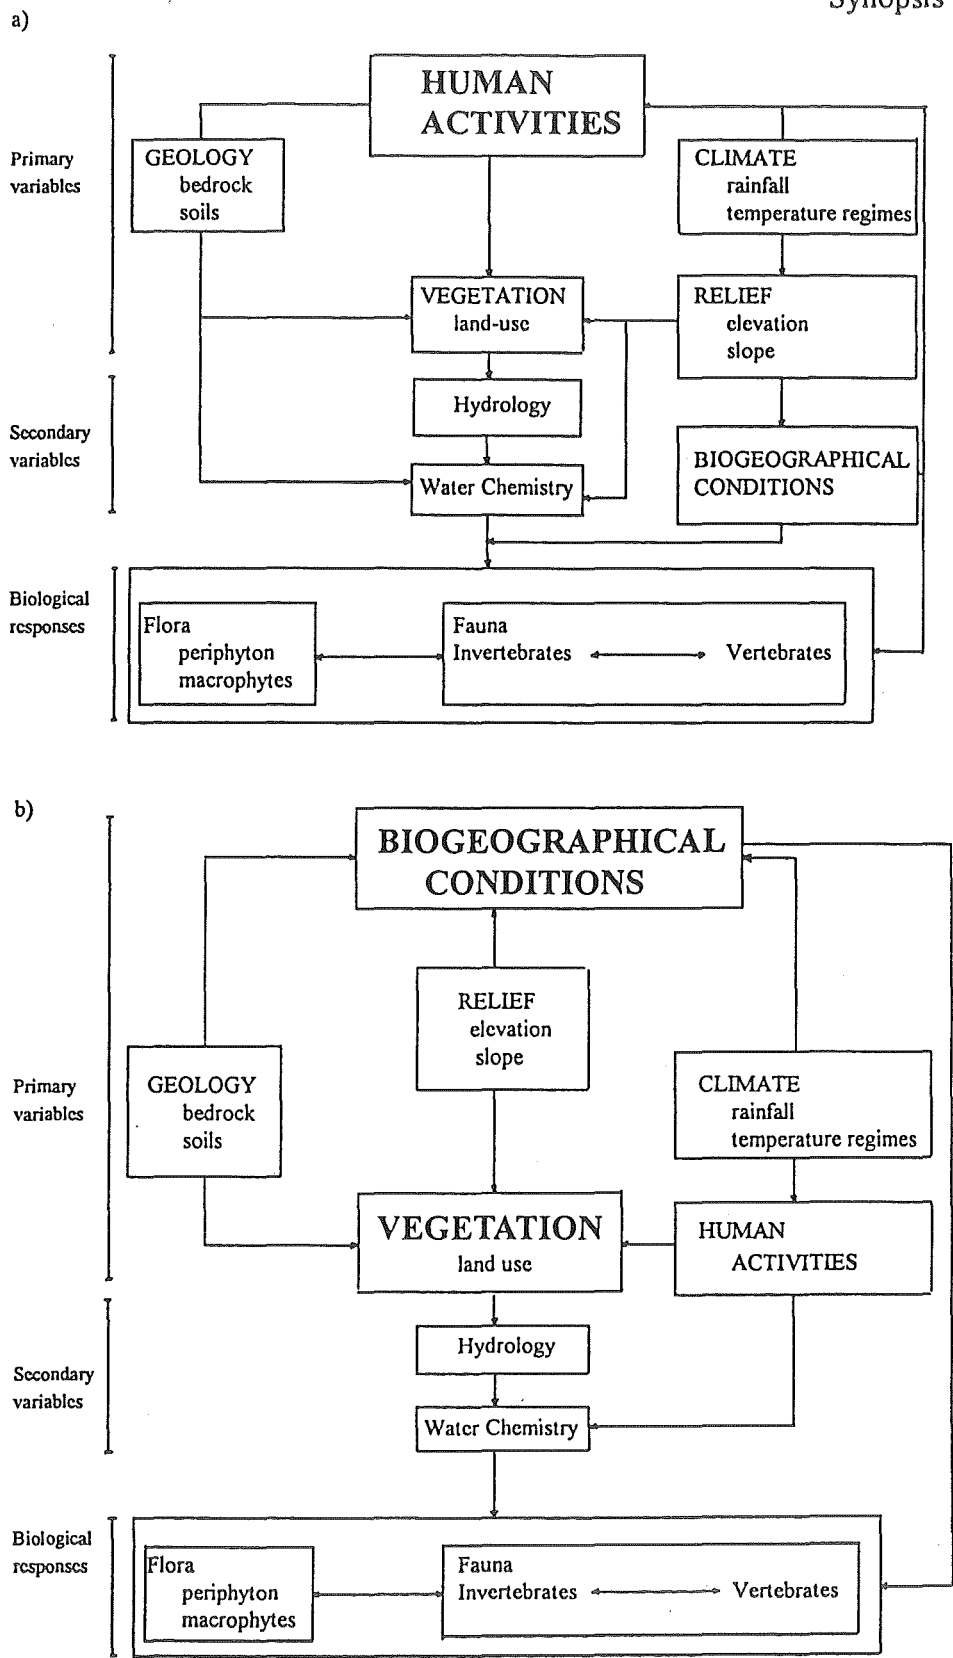 Synopsis
a)
HUMAN
ACTIVITIES
Primary
variables
GEOLOGY
bedrock
soils
CLIMATE
rainfall
temperature regimes
VEGETATION
land-use
RELIEF
elevation
slope
Hydrology
Secondary
variables
Water Chemistry
BIOGEOGRAPHICAL
CONDITIONS
Biological
responses
Flora
periphyton
macrophytes
Fauna
Invertebrates
Vertebrates
b)
BIOGEOGRAPHICAL
CONDITIONS
RELIEF
elevation
slope
Primary
variables
GEOLOGY
bedrock
soils
CLIMATE
rainfall
temperature regimes
VEGETATION
land use
HUMAN
ACTIVITIES
Hydrology
Secondary
variables
Water Chemistry
Biological
responses
Flora
periphyton
macrophytes
Fauna
Invertebrates
Vertebrates